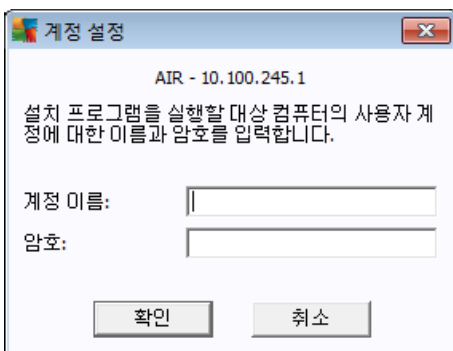 계정 설정
AIR - 10.100.245.1
설치 프로그램을 실행할 대상 컴퓨터의 사용자 계
정에 대한 이름과 암호를 입력합니다.
계정 이름:
암호:
확인 취소